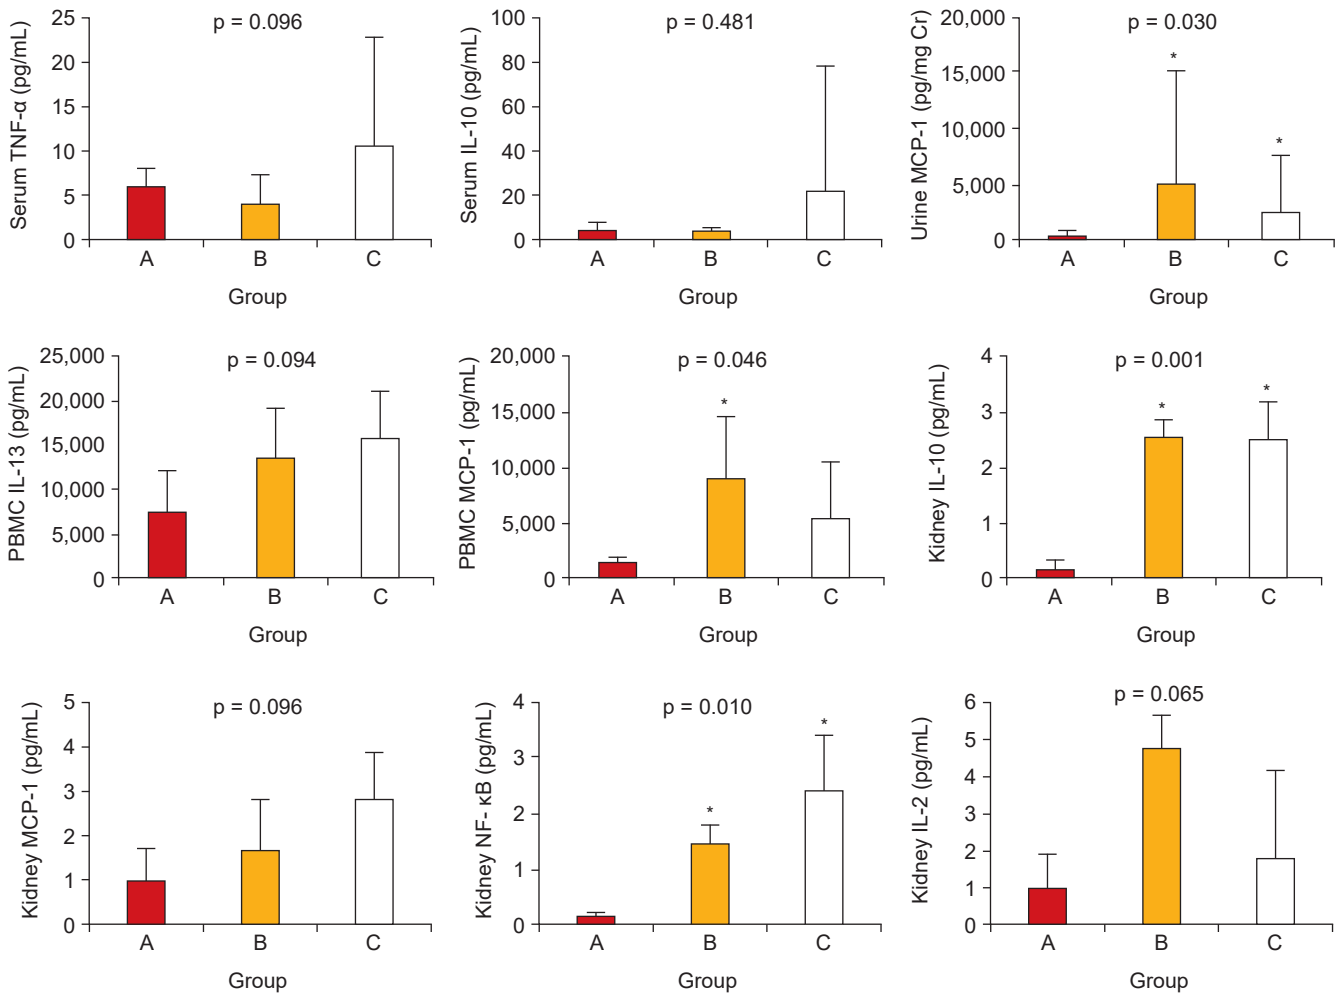 Serum TNF-α (pg/mL)
25
20
15
10
5
0
p = 0.096
A B C
Group
Serum IL-10 (pg/mL)
100
80
60
40
20
0
p = 0.481
A B C
Group
Urine MCP-1 (pg/mg Cr)
20,000
15,000
10,000
5,000
0
p = 0.030
*
*
A B C
Group
PBMC IL-13 (pg/mL)
25,000
20,000
15,000
10,000
5,000
0
p = 0.094
A B C
Group
PBMC MCP-1 (pg/mL)
20,000
15,000
10,000
5,000
0
p = 0.046
*
A B C
Group
Kidney IL-10 (pg/mL)
4
3
2
1
0
p = 0.001
*
*
A B C
Group
Kidney MCP-1 (pg/mL)
5
4
3
2
1
0
p = 0.096
A B C
Group
Kidney NF- κB (pg/mL)
4
3
2
1
0
p = 0.010
*
*
A B C
Group
Kidney IL-2 (pg/mL)
6
5
4
3
2
1
0
p = 0.065
A B C
Group